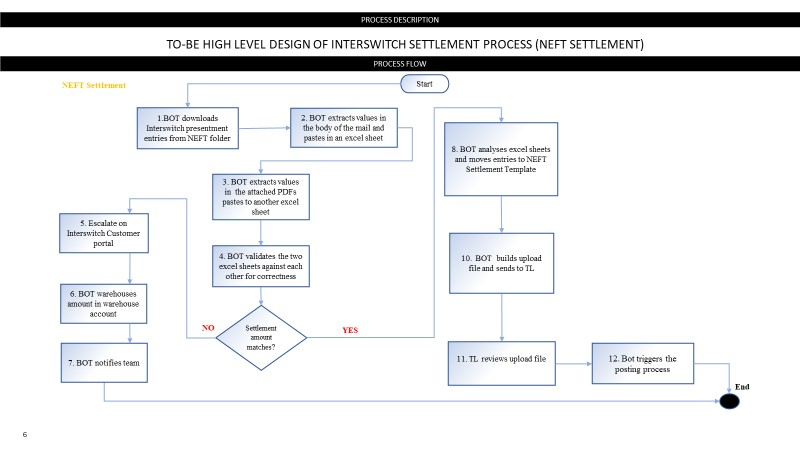 PROCESS DESCRIPTION
TO-BE HIGH LEVEL DESIGN OF INTERSWITCH SETTLEMENT PROCESS (NEFT SETTLEMENT)
PROCESS FLOW
NEFT Settlement
Start
1.BOT downloads
Interswitch presentment
entries from NEFT folder
2. BOT extracts values in
the body of the mail and
pastes in an excel sheet
3. BOT extracts values
in the attached PDFs
pastes to another excel
sheet
4. BOT validates the two
excel sheets against each
other for correctness
Settlement
amount
matches?
NO
YES
5. Escalate on
Interswitch Customer
portal
6. BOT warehouses
amount in warehouse
account
7. BOT notifies team
8. BOT analyses excel sheets
and moves entries to NEFT
Settlement Template
10. BOT builds upload
file and sends to TL
11. TL reviews upload file
12. Bot triggers the
posting process
End
6